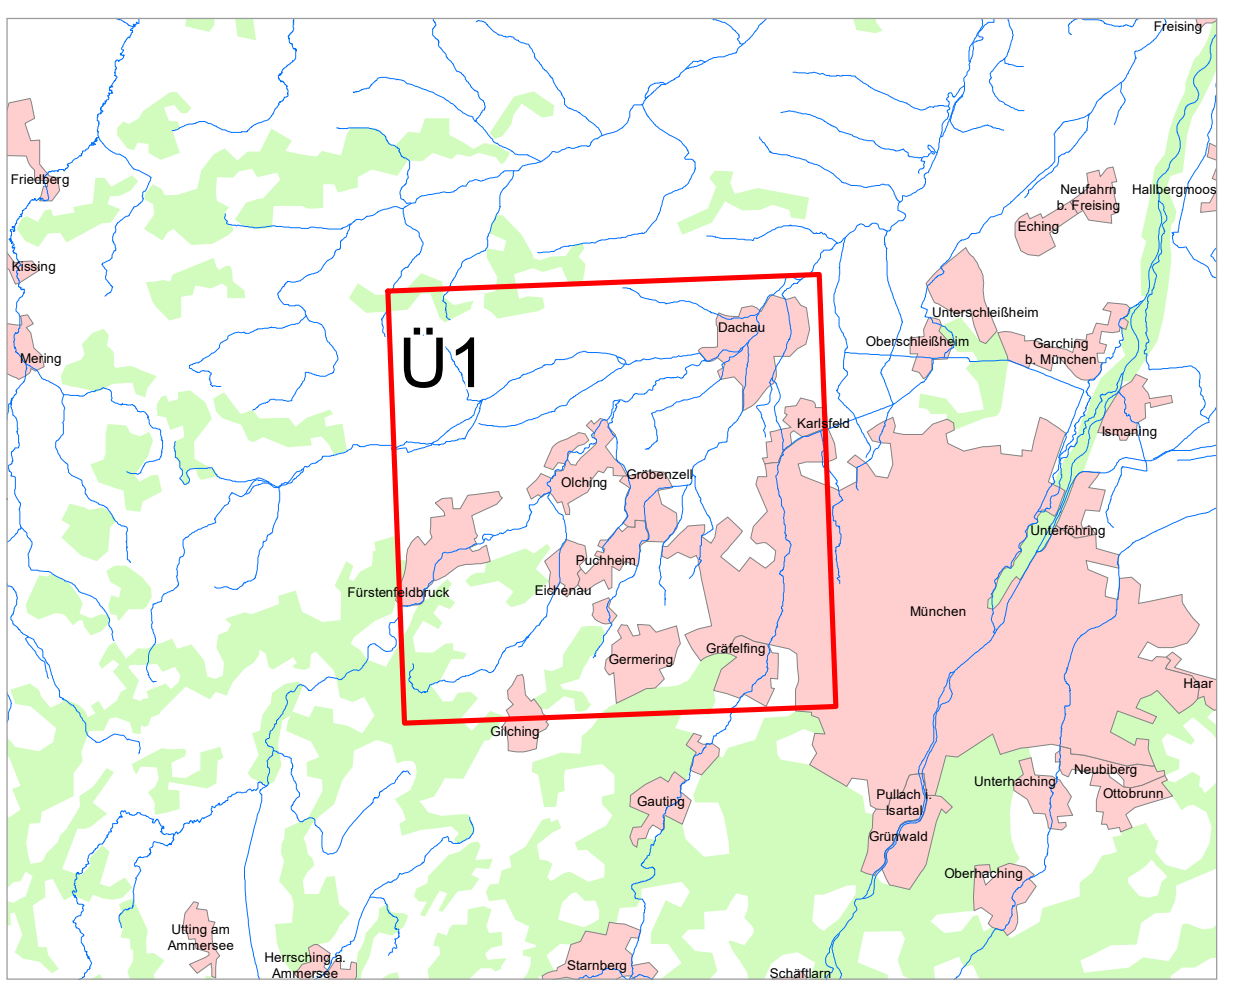 Freising
Friedberg
Neufahrn
b. Freising
Hallbergmoos
Eching
Kissing
Unterschleißheim
Dachau
Oberschleißheim
Garching
b. München
Mering
Ü1
Karlsfeld
Ismaning
Gröbenzell
Olching
Unterföhring
Puchheim
Eichenau
Fürstenfeldbruck
München
Gräfelfing
Germering
Haar
Gilching
Neubiberg
Unterhaching
Ottobrunn
Pullach i.
Isartal
Gauting
Grünwald
Oberhaching
Utting am
Ammersee
Herrsching a.
Ammersee
Starnberg
Schäftlarn